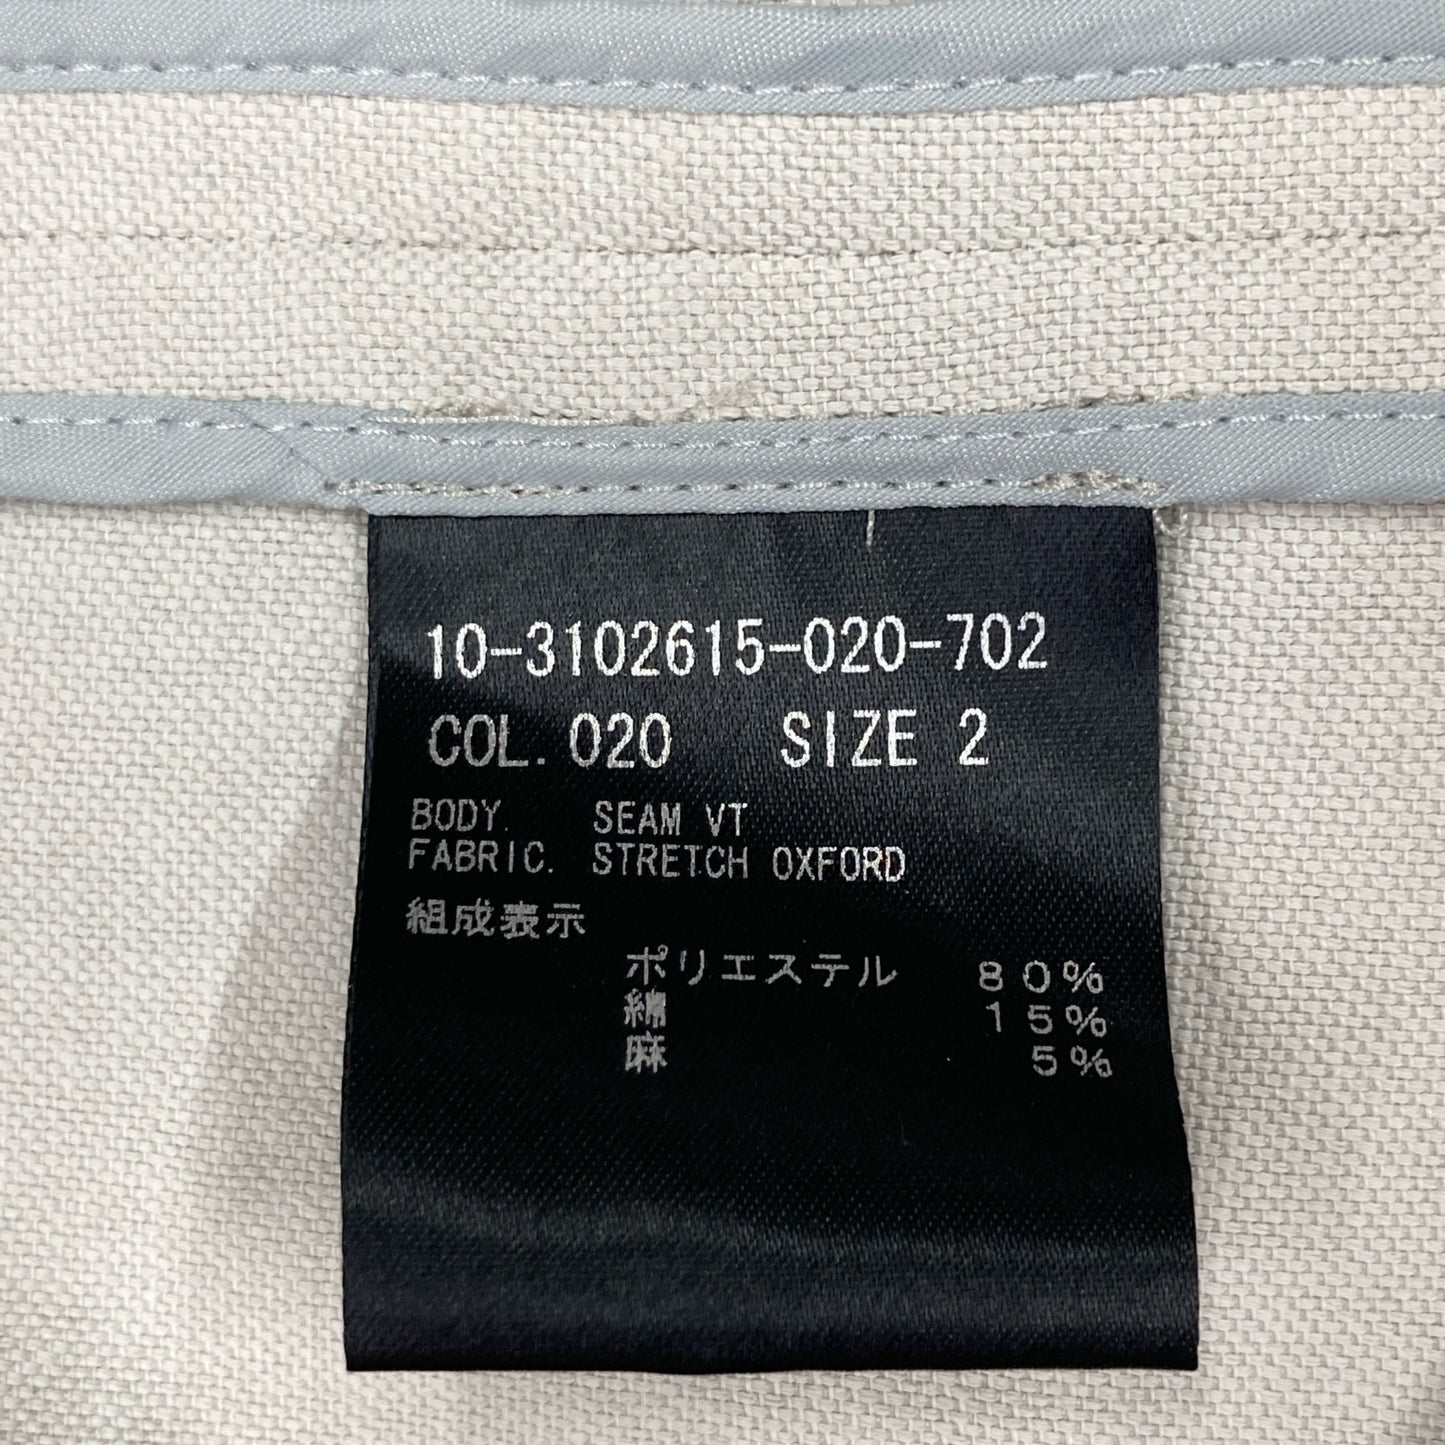 10-3102615-020-702
COL. 020 SIZE 2
BODY. SEAM VT
FABRIC. STRETCH OXFORD
組成表示
ポリエステル 80%
綿 15%
麻 5%